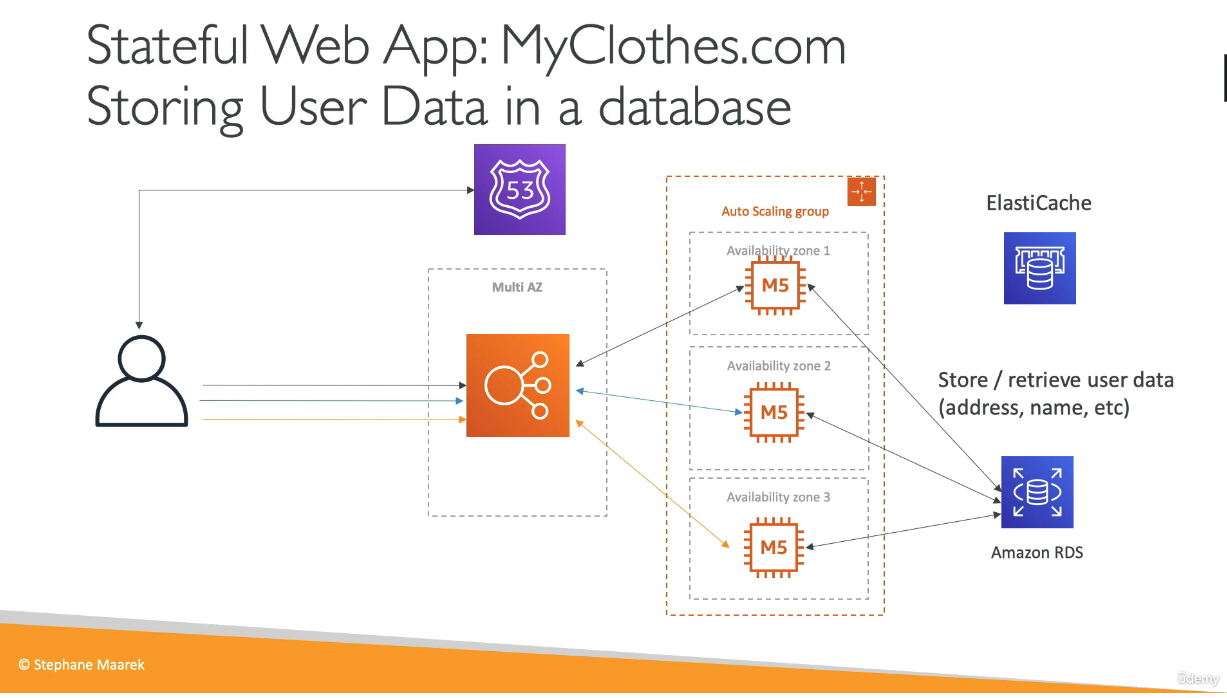 Stateful Web App: MyClothes.com
Storing User Data in a database
53
Auto Scaling group
ElastiCache
Availability zone 1
Multi AZ
M5
Availability zone 2
Store / retrieve user data
(address, name, etc)
M5
Availability zone 3
M5
Amazon RDS
© Stephane Maarek
ûdemy